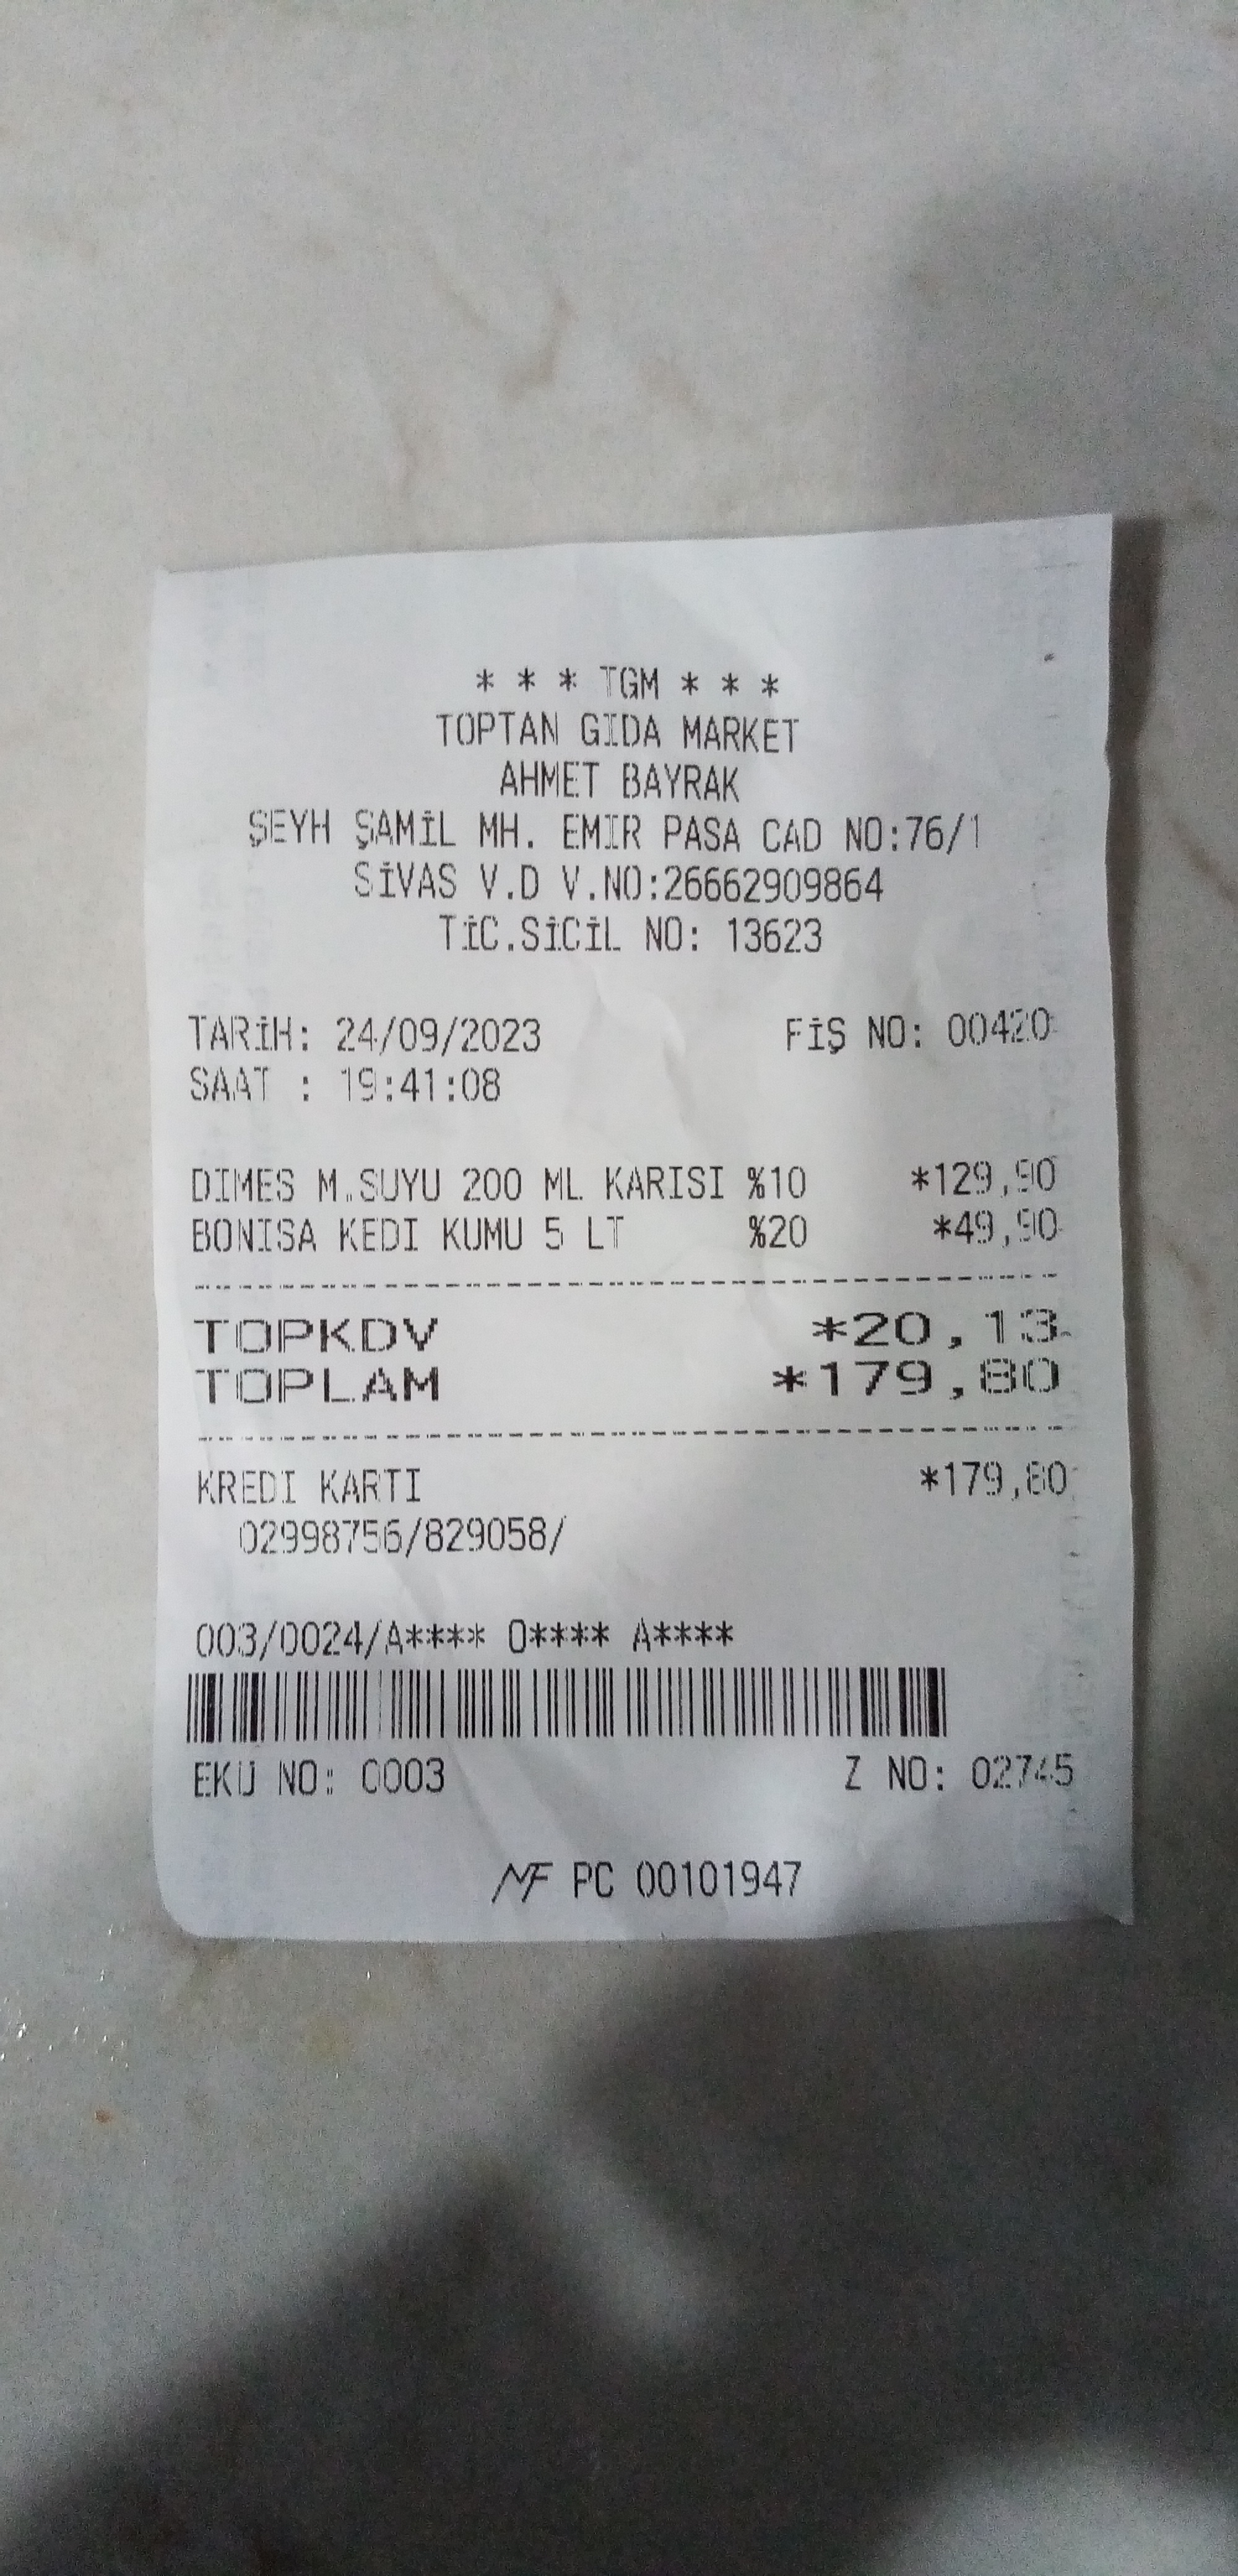 * * * TGM * * *
TOPTAN GIDA MARKET
AHMET BAYRAK
ŞEYH ŞAMİL MH. EMIR PASA CAD NO:76/1
SİVAS V.D V.NO:26662909864
TİC.SİCİL NO: 13623
TARİH: 24/09/2023 FİŞ NO: 00420
SAAT : 19:41:08
DIMES M.SUYU 200 ML KARISI %10 *129,90
BONISA KEDI KUMU 5 LT %20 *49,90
TOPKDV *20,13
TOPLAM *179,80
KREDI KARTI *179,80
02998756/829058/
003/0024/A**** O**** A****
EKÜ NO: 0003 Z NO: 02745
MF PC 00101947